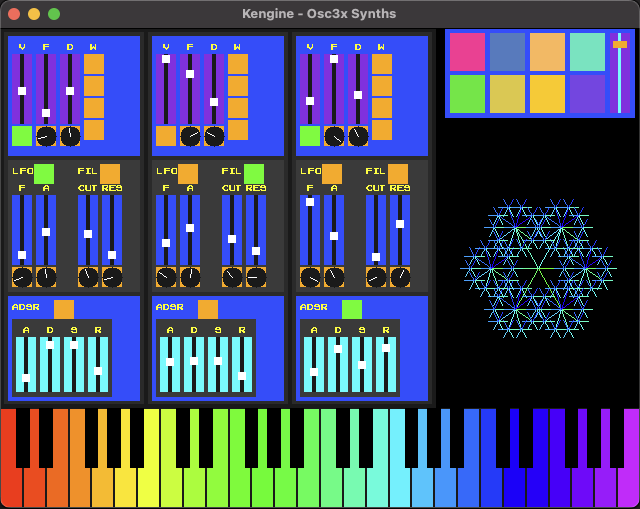 Kengine - Osc3x Synths
V F D W
V F D W
V F D W
LFO FIL
F A CUT RES
LFO FIL
F A CUT RES
LFO FIL
F A CUT RES
ADSR
A D S R
ADSR
A D S R
ADSR
A D S R